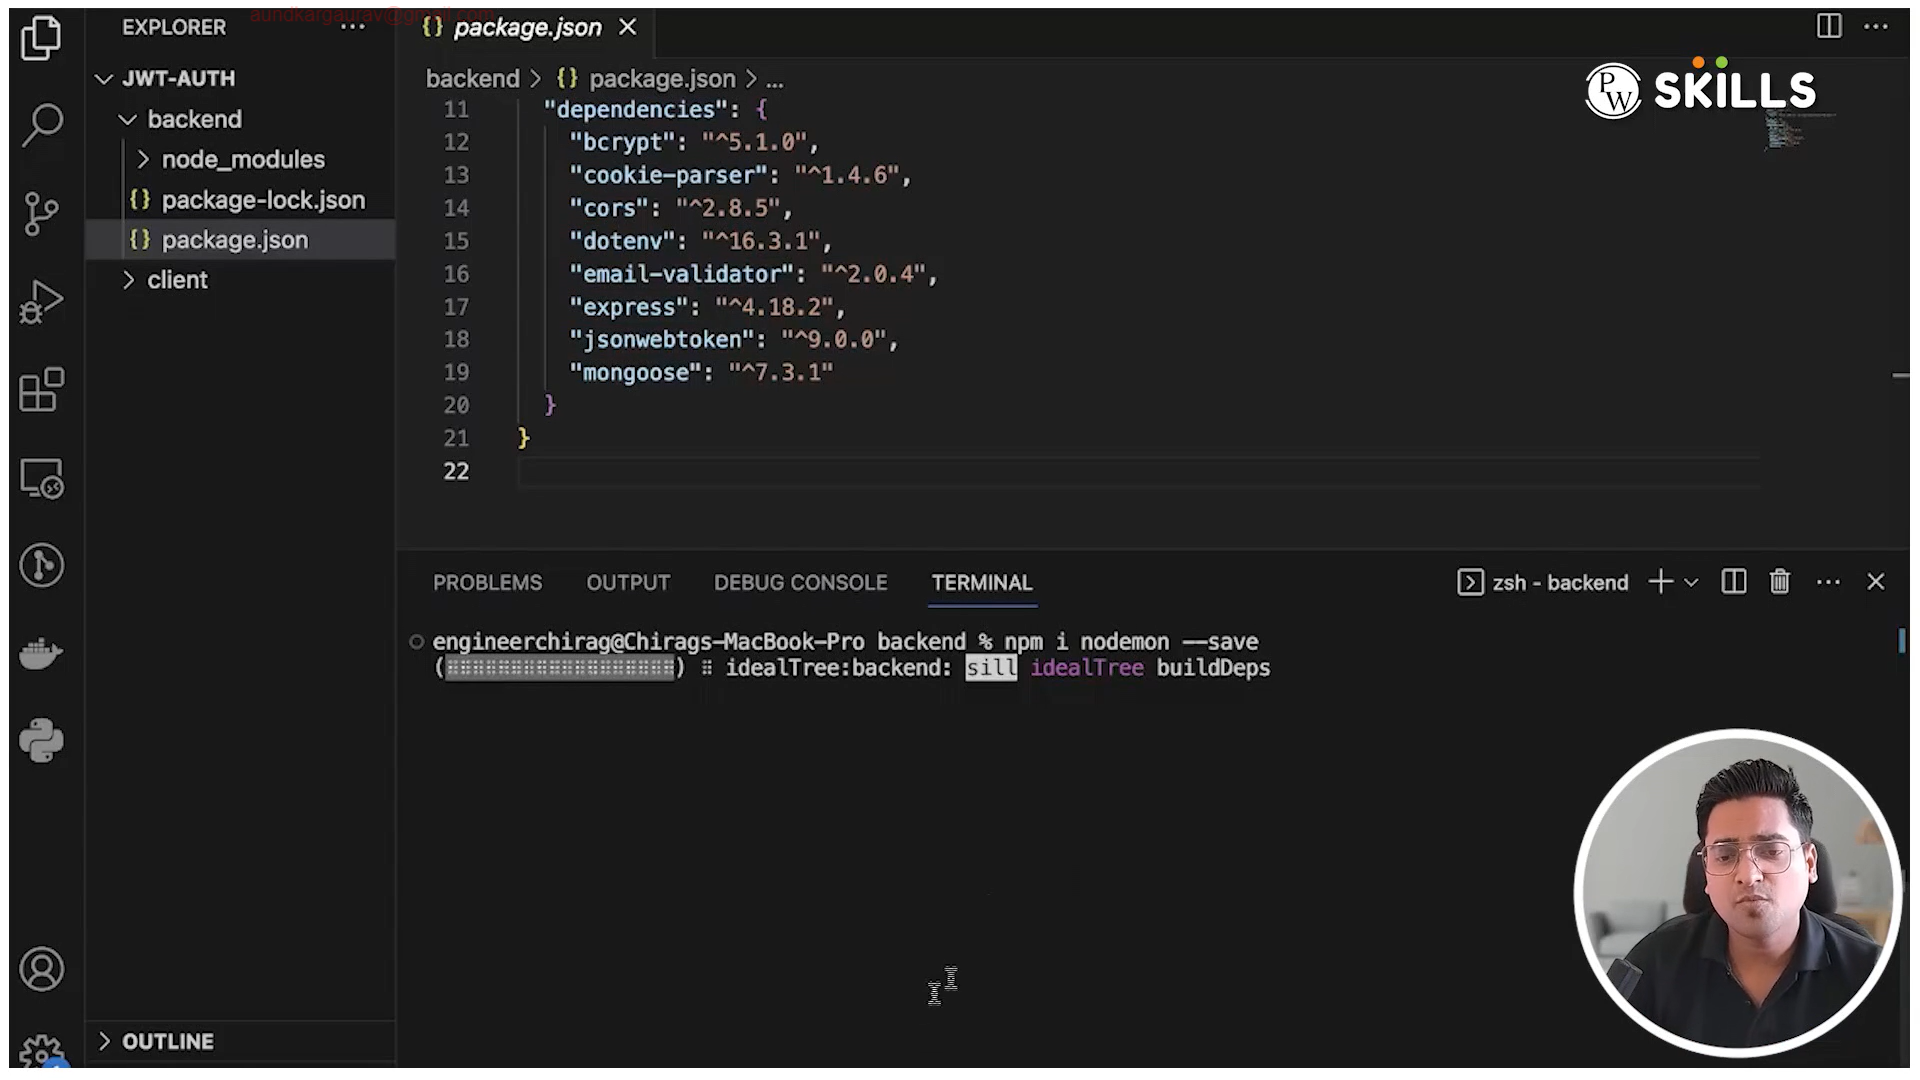 aundkargaurav@gmail.com
EXPLORER
package.json
JWT-AUTH
backend
node_modules
package-lock.json
package.json
client
OUTLINE
backend > {} package.json > ...
PW SKILLS
11 "dependencies": {
12 "bcrypt": "^5.1.0",
13 "cookie-parser": "^1.4.6",
14 "cors": "^2.8.5",
15 "dotenv": "^16.3.1",
16 "email-validator": "^2.0.4",
17 "express": "^4.18.2",
18 "jsonwebtoken": "^9.0.0",
19 "mongoose": "^7.3.1"
20 }
21 }
22
PROBLEMS OUTPUT DEBUG CONSOLE TERMINAL
zsh - backend
engineerchirag@Chirags-MacBook-Pro backend % npm i nodemon --save
idealTree:backend: sill idealTree buildDeps